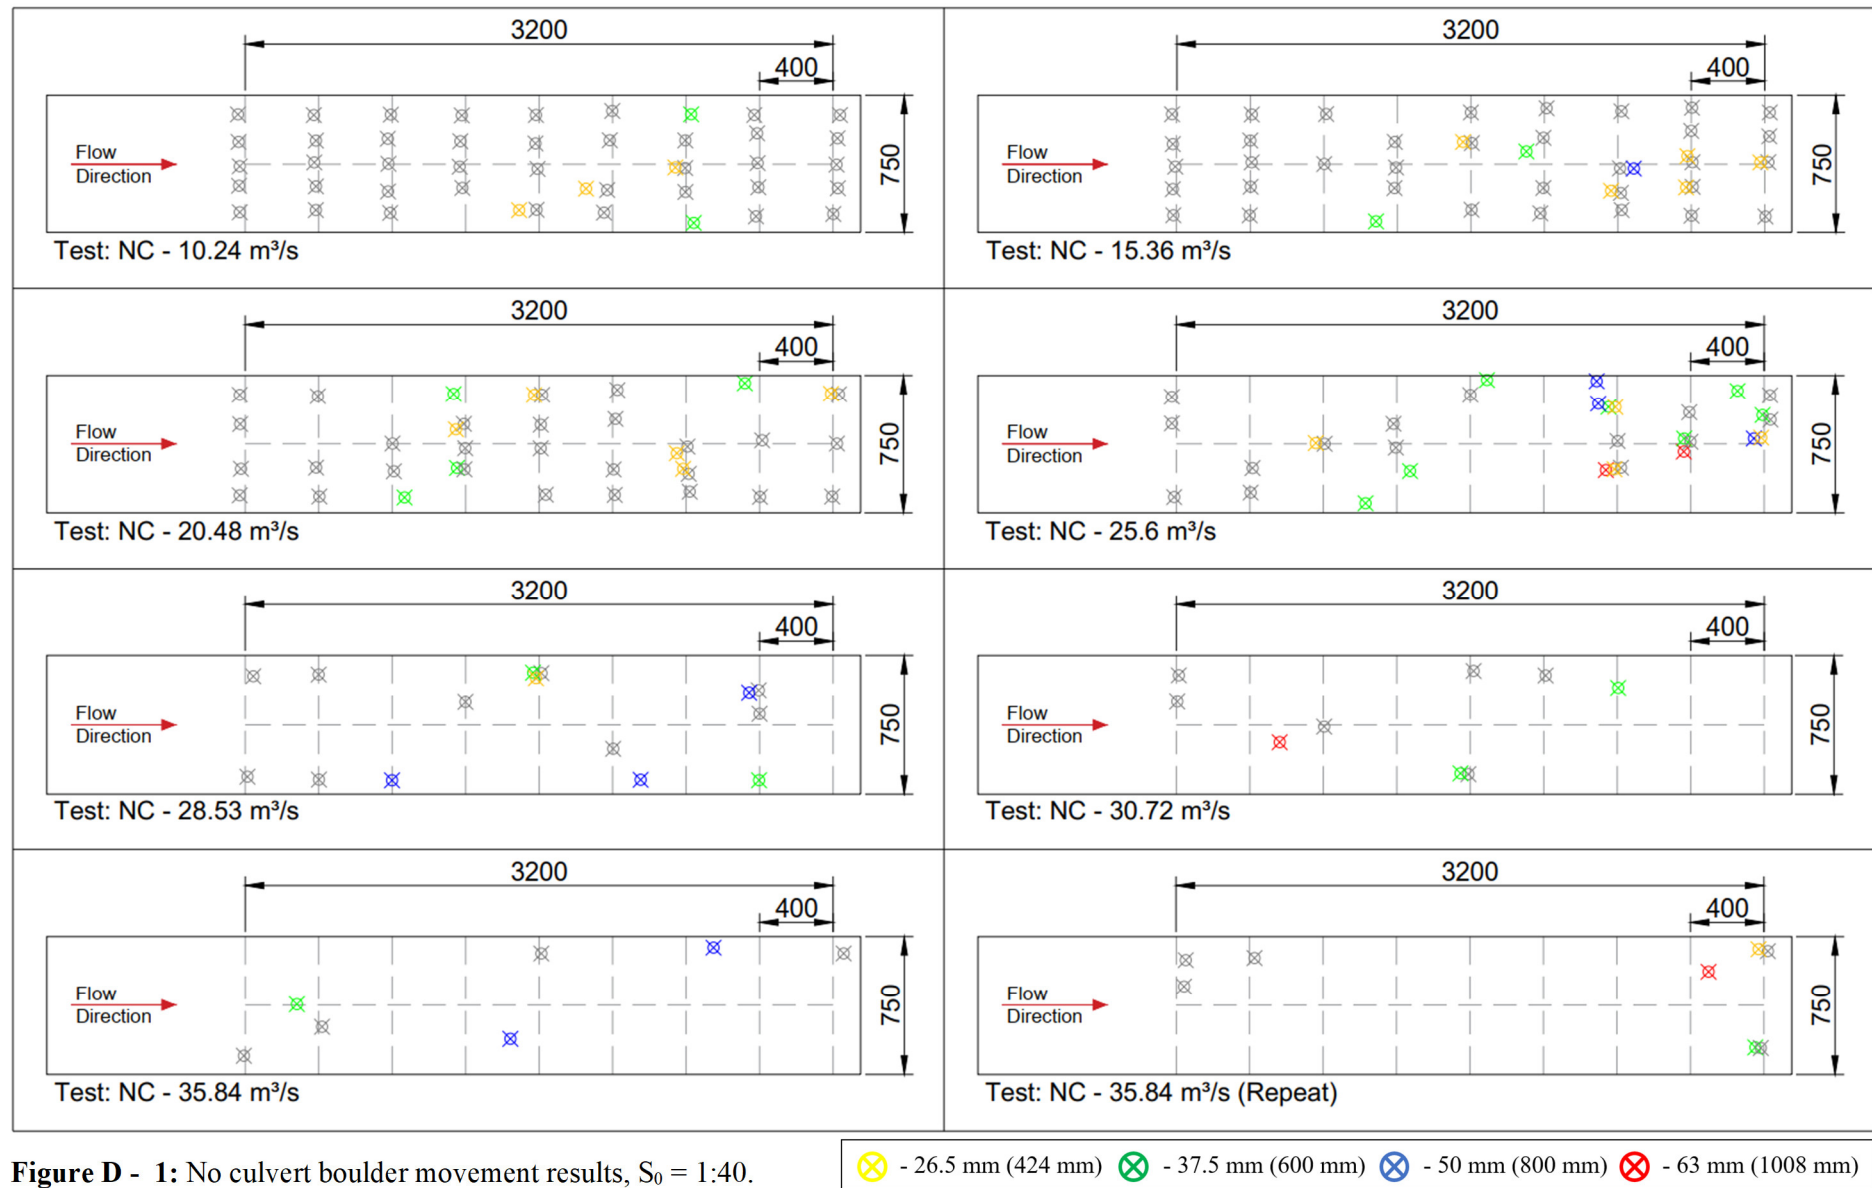 3200
400
Flow
Direction
750
Test: NC - 10.24 m³/s
3200
400
Flow
Direction
750
Test: NC - 15.36 m³/s
3200
400
Flow
Direction
750
Test: NC - 20.48 m³/s
3200
400
Flow
Direction
750
Test: NC - 25.6 m³/s
3200
400
Flow
Direction
750
Test: NC - 28.53 m³/s
3200
400
Flow
Direction
750
Test: NC - 30.72 m³/s
3200
400
Flow
Direction
750
Test: NC - 35.84 m³/s
3200
400
Flow
Direction
750
Test: NC - 35.84 m³/s (Repeat)
Figure D - 1: No culvert boulder movement results, S₀ = 1:40.
- 26.5 mm (424 mm) - 37.5 mm (600 mm) - 50 mm (800 mm) - 63 mm (1008 mm)